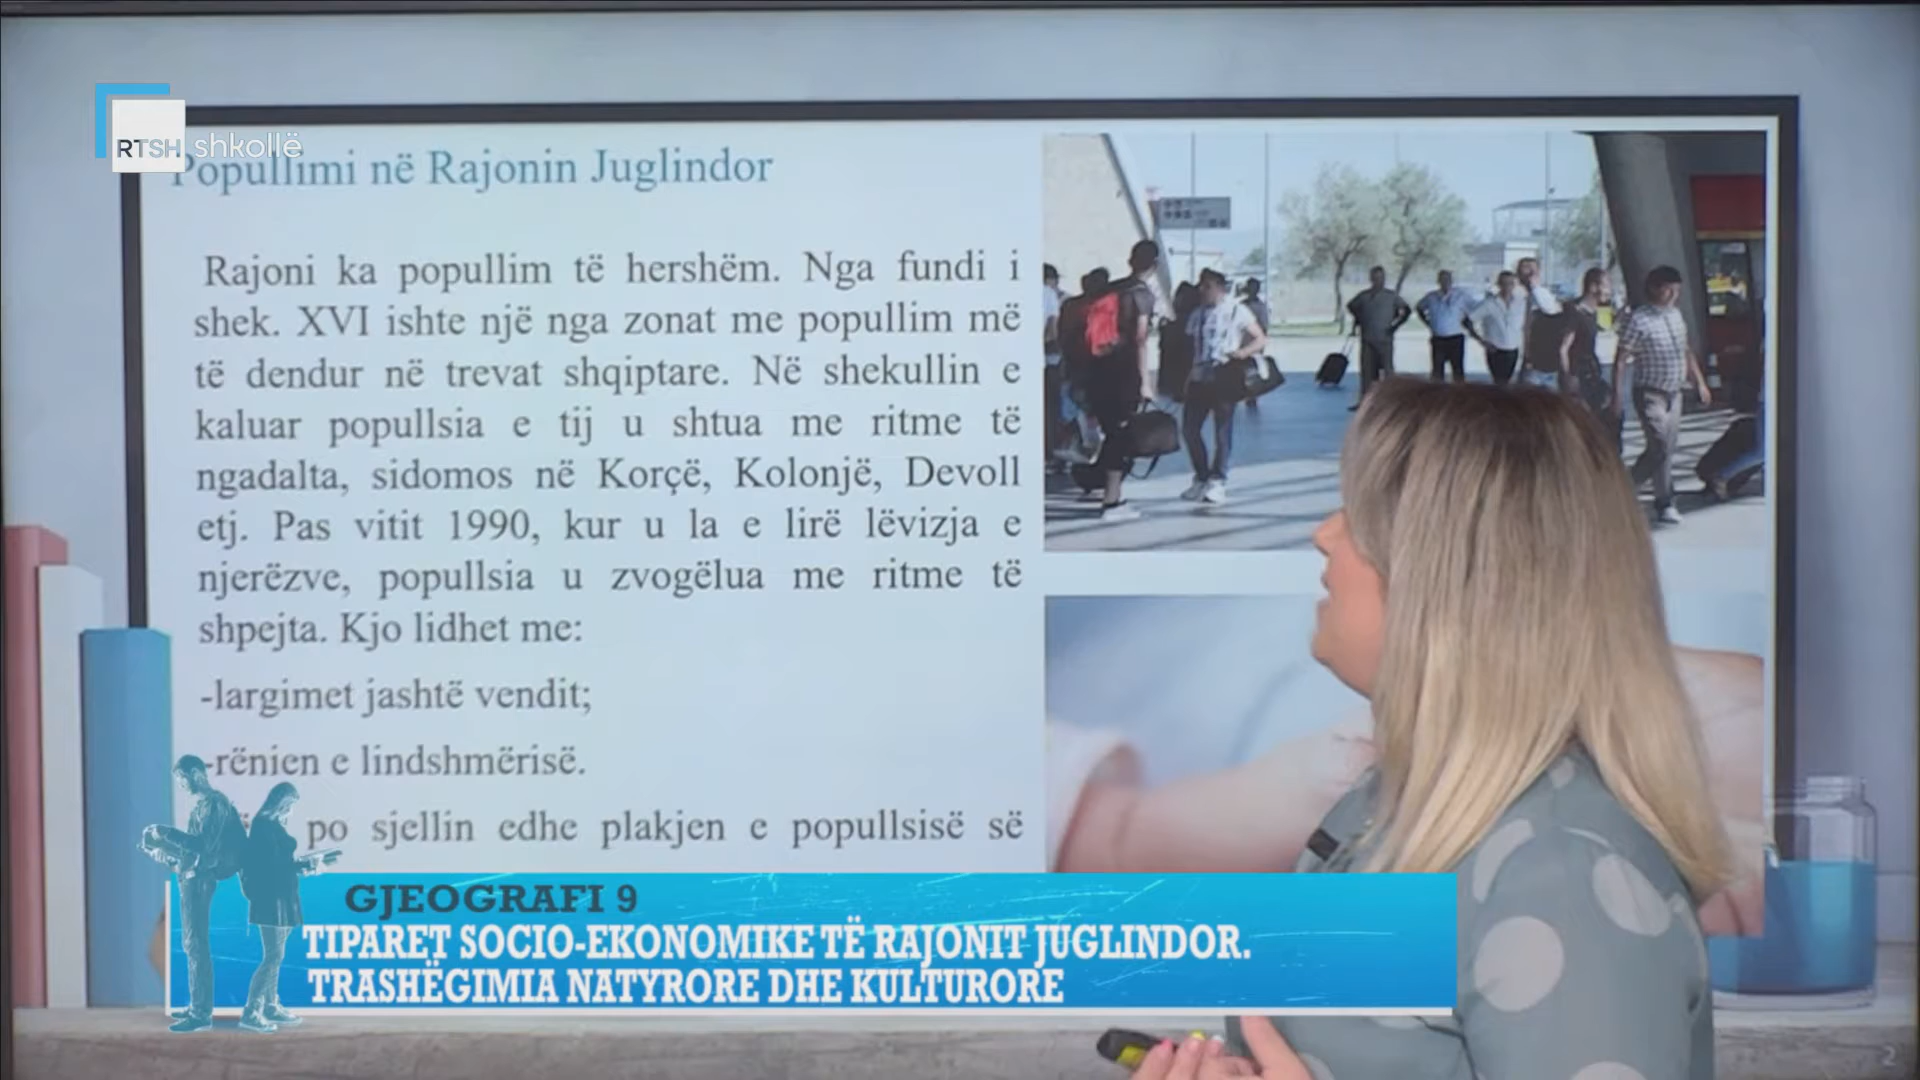 RTSH shkollë
Popullimi në Rajonin Juglindor
Rajoni ka popullim të hershëm. Nga fundi i
shek. XVI ishte një nga zonat me popullim më
të dendur në trevat shqiptare. Në shekullin e
kaluar popullsia e tij u shtua me ritme të
ngadalta, sidomos në Korçë, Kolonjë, Devoll
etj. Pas vitit 1990, kur u la e lirë lëvizja e
njerëzve, popullsia u zvogëlua me ritme të
shpejta. Kjo lidhet me:
-largimet jashtë vendit;
-rënien e lindshmërisë.
po sjellin edhe plakjen e popullsisë së
GJEOGRAFI 9
TIPARET SOCIO-EKONOMIKE TË RAJONIT JUGLINDOR.
TRASHËGIMIA NATYRORE DHE KULTURORE
2